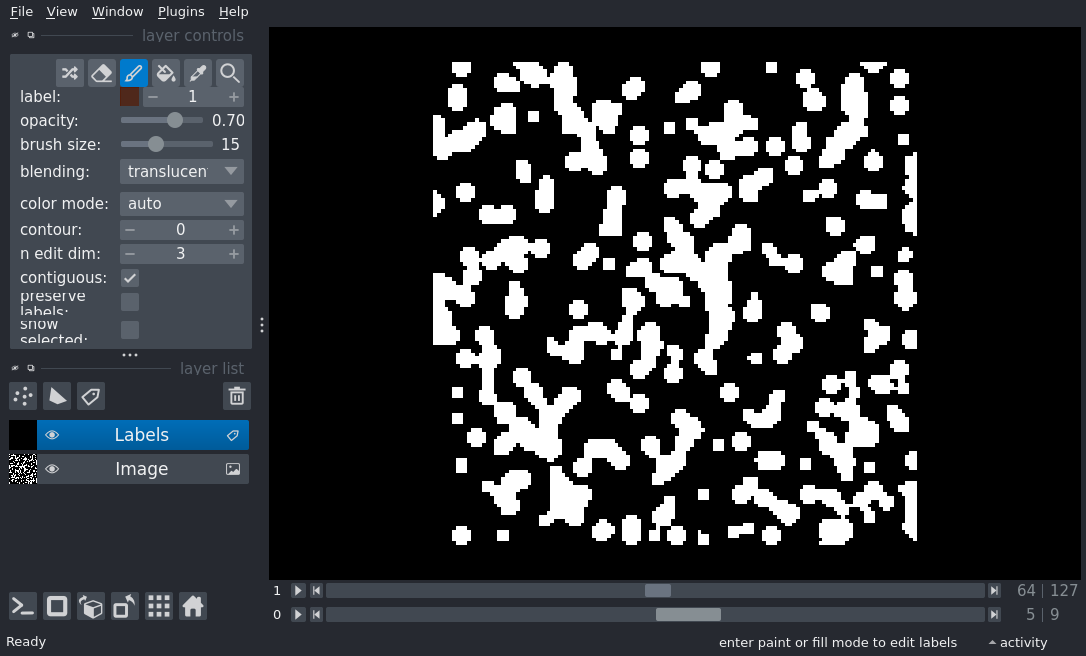 File View Window Plugins Help
layer controls
label: 1
opacity: 0.70
brush size: 15
blending: translucen
color mode: auto
contour: 0
n edit dim: 3
contiguous:
preserve
labels:
show
selected:
layer list
Labels
Image
1 64 127
0 5 9
Ready enter paint or fill mode to edit labels activity